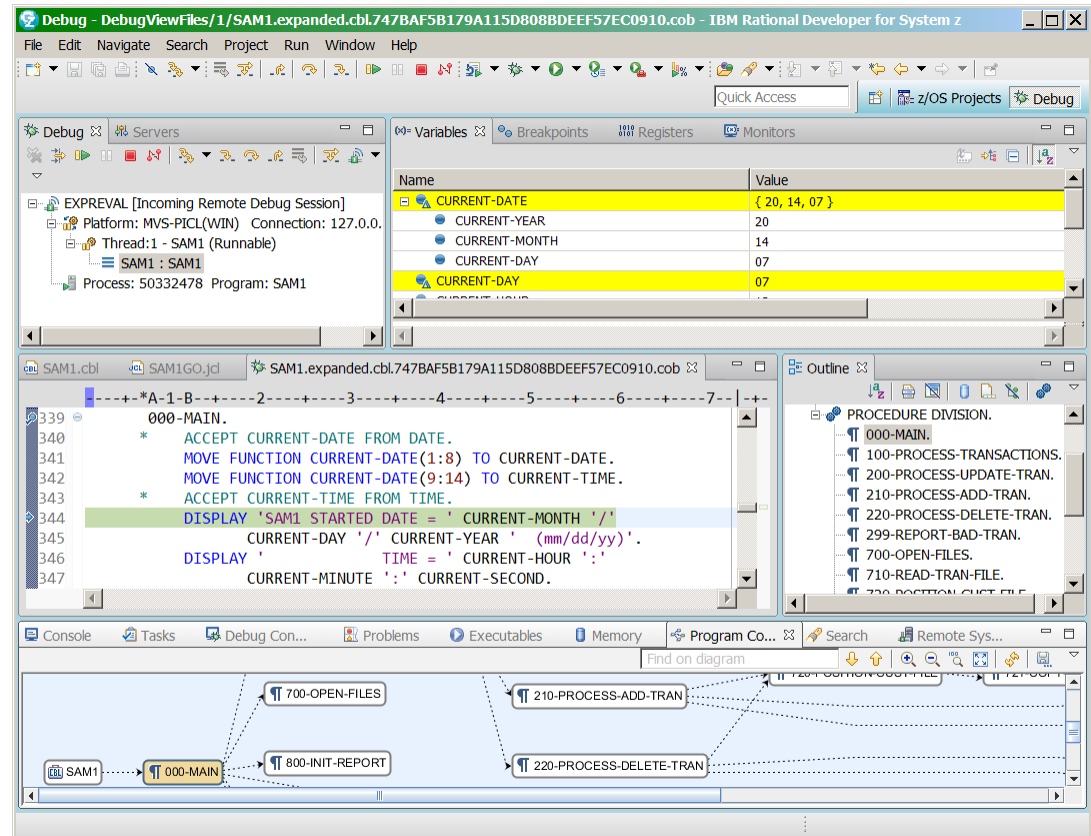 Debug - DebugViewFiles/1/SAM1.expanded.cbl.747BAF5B179A115D808BDEEF57EC0910.cob - IBM Rational Developer for System z
File Edit Navigate Search Project Run Window Help
Quick Access
z/OS Projects
Debug
Debug
Servers
EXPREVAL [Incoming Remote Debug Session]
Platform: MVS-PICL(WIN) Connection: 127.0.0.
Thread:1 - SAM1 (Runnable)
SAM1 : SAM1
Process: 50332478 Program: SAM1
Variables
Breakpoints
Registers
Monitors
Name Value
CURRENT-DATE { 20, 14, 07 }
CURRENT-YEAR 20
CURRENT-MONTH 14
CURRENT-DAY 07
CURRENT-DAY 07
SAM1.cbl
SAM1GO.jcl
SAM1.expanded.cbl.747BAF5B179A115D808BDEEF57EC0910.cob
----+-*A-1-B--+----2----+----3----+----4----+----5----+----6----+----7--|-+-
339 000-MAIN.
340 * ACCEPT CURRENT-DATE FROM DATE.
341 MOVE FUNCTION CURRENT-DATE(1:8) TO CURRENT-DATE.
342 MOVE FUNCTION CURRENT-DATE(9:14) TO CURRENT-TIME.
343 * ACCEPT CURRENT-TIME FROM TIME.
344 DISPLAY 'SAM1 STARTED DATE = ' CURRENT-MONTH '/'
345 CURRENT-DAY '/' CURRENT-YEAR ' (mm/dd/yy)'.
346 DISPLAY ' TIME = ' CURRENT-HOUR ':'
347 CURRENT-MINUTE ':' CURRENT-SECOND.
Outline
PROCEDURE DIVISION.
000-MAIN.
100-PROCESS-TRANSACTIONS.
200-PROCESS-UPDATE-TRAN.
210-PROCESS-ADD-TRAN.
220-PROCESS-DELETE-TRAN.
299-REPORT-BAD-TRAN.
700-OPEN-FILES.
710-READ-TRAN-FILE.
Console
Tasks
Debug Con...
Problems
Executables
Memory
Program Co...
Search
Remote Sys...
Find on diagram
700-OPEN-FILES
210-PROCESS-ADD-TRAN
SAM1
000-MAIN
800-INIT-REPORT
220-PROCESS-DELETE-TRAN